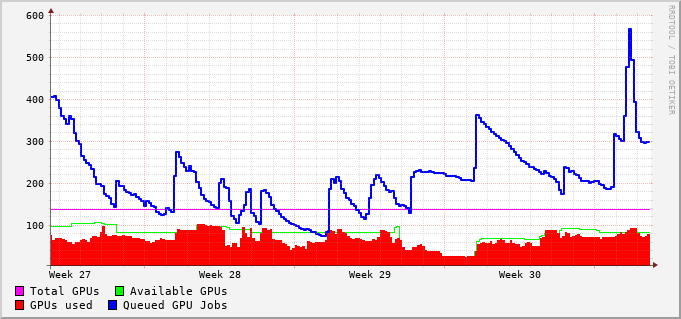 600
500
400
300
200
100
Week 27 Week 28 Week 29 Week 30
Total GPUs Available GPUs
GPUs used Queued GPU Jobs
RRDTOOL / TOBI OETIKER